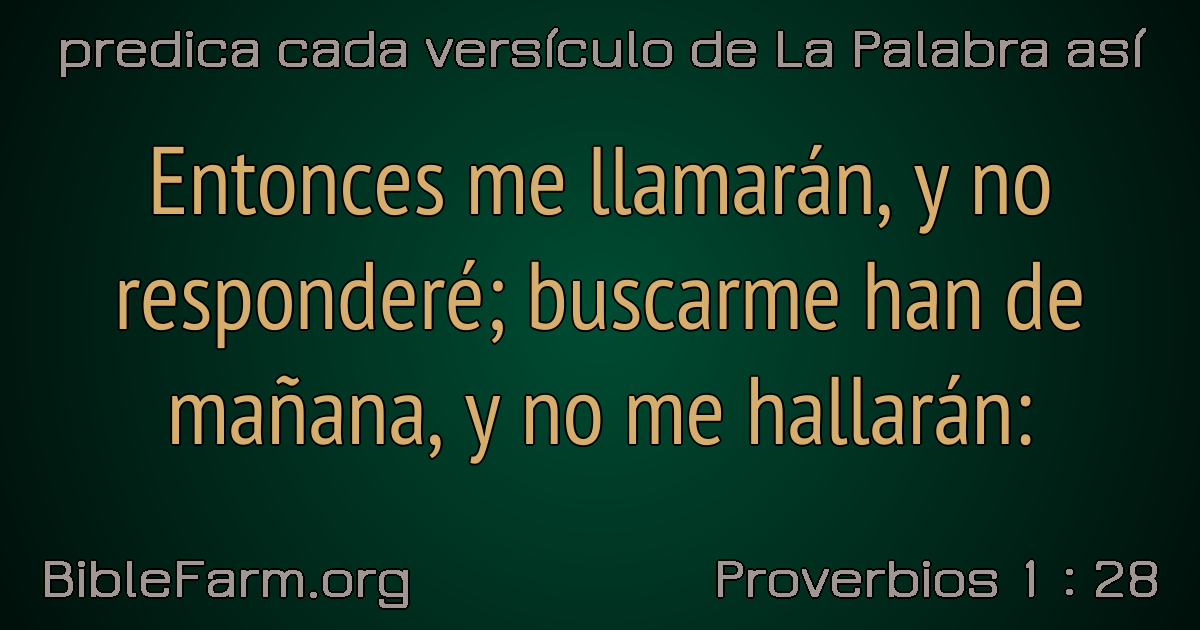 predica cada versículo de La Palabra así
Entonces me llamarán, y no
responderé; buscarme han de
mañana, y no me hallarán:
BibleFarm.org
Proverbios 1 : 28